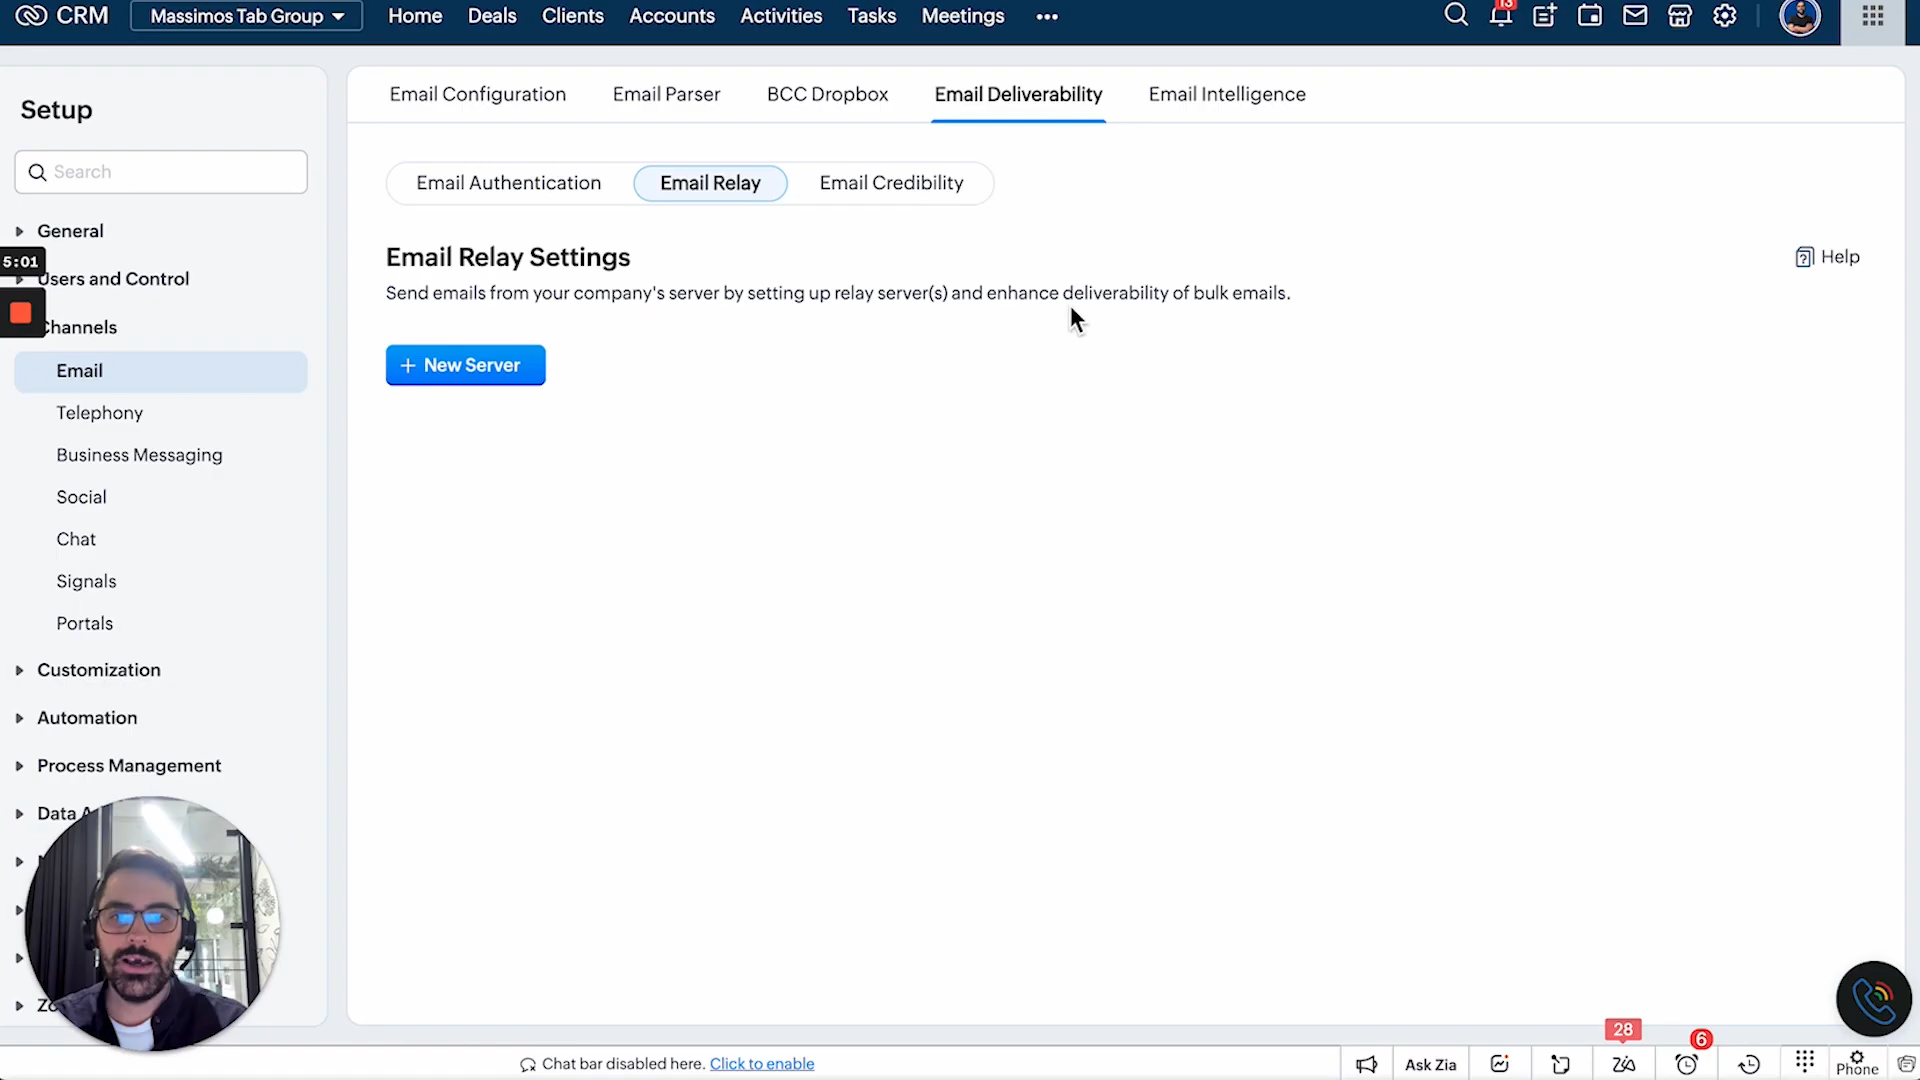 CRM
Massimos Tab Group
Home
Deals
Clients
Accounts
Activities
Tasks
Meetings
13
Setup
Search
General
5:01
Users and Control
Channels
Email
Telephony
Business Messaging
Social
Chat
Signals
Portals
Customization
Automation
Process Management
Email Configuration
Email Parser
BCC Dropbox
Email Deliverability
Email Intelligence
Email Authentication
Email Relay
Email Credibility
Email Relay Settings
Help
Send emails from your company's server by setting up relay server(s) and enhance deliverability of bulk emails.
+ New Server
Chat bar disabled here. Click to enable
Ask Zia
28
6
Phone